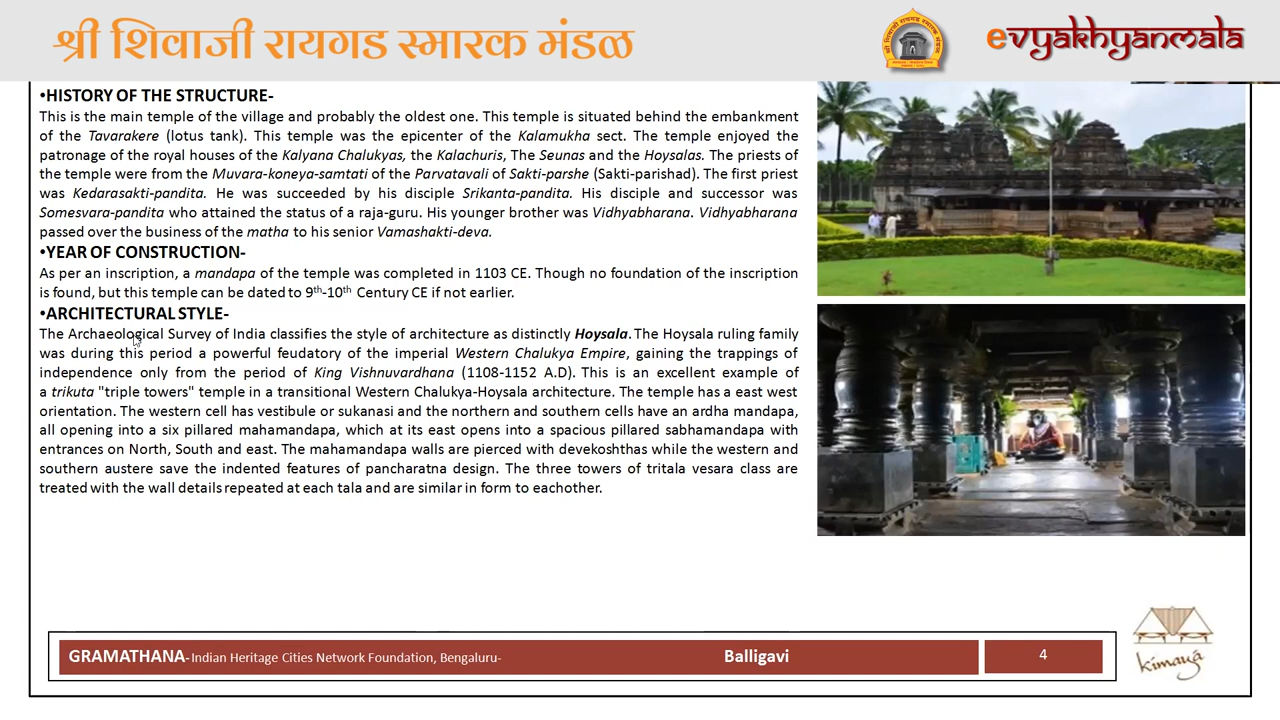 श्री शिवाजी रायगड स्मारक मंडळ
evyakhyanmala
•HISTORY OF THE STRUCTURE-
This is the main temple of the village and probably the oldest one. This temple is situated behind the embankment
of the Tavarakere (lotus tank). This temple was the epicenter of the Kalamukha sect. The temple enjoyed the
patronage of the royal houses of the Kalyana Chalukyas, the Kalachuris, The Seunas and the Hoysalas. The priests of
the temple were from the Muvara-koneya-samtati of the Parvatavali of Sakti-parshe (Sakti-parishad). The first priest
was Kedarasakti-pandita. He was succeeded by his disciple Srikanta-pandita. His disciple and successor was
Somesvara-pandita who attained the status of a raja-guru. His younger brother was Vidhyabharana. Vidhyabharana
passed over the business of the matha to his senior Vamashakti-deva.
•YEAR OF CONSTRUCTION-
As per an inscription, a mandapa of the temple was completed in 1103 CE. Though no foundation of the inscription
is found, but this temple can be dated to 9th-10th Century CE if not earlier.
•ARCHITECTURAL STYLE-
The Archaeological Survey of India classifies the style of architecture as distinctly Hoysala. The Hoysala ruling family
was during this period a powerful feudatory of the imperial Western Chalukya Empire, gaining the trappings of
independence only from the period of King Vishnuvardhana (1108-1152 A.D). This is an excellent example of
a trikuta "triple towers" temple in a transitional Western Chalukya-Hoysala architecture. The temple has a east west
orientation. The western cell has vestibule or sukanasi and the northern and southern cells have an ardha mandapa,
all opening into a six pillared mahamandapa, which at its east opens into a spacious pillared sabhamandapa with
entrances on North, South and east. The mahamandapa walls are pierced with devekoshthas while the western and
southern austere save the indented features of pancharatna design. The three towers of tritala vesara class are
treated with the wall details repeated at each tala and are similar in form to eachother.
GRAMATHANA- Indian Heritage Cities Network Foundation, Bengaluru- Balligavi 4
kimaya